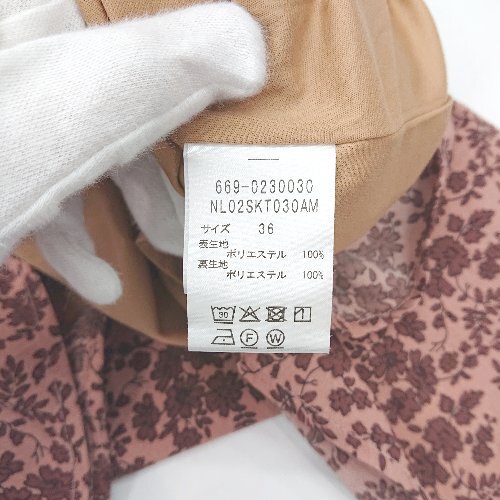 669-0230030
NL02SKT030AM
サイズ 36
表生地
ポリエステル 100%
裏生地
ポリエステル 100%
F W